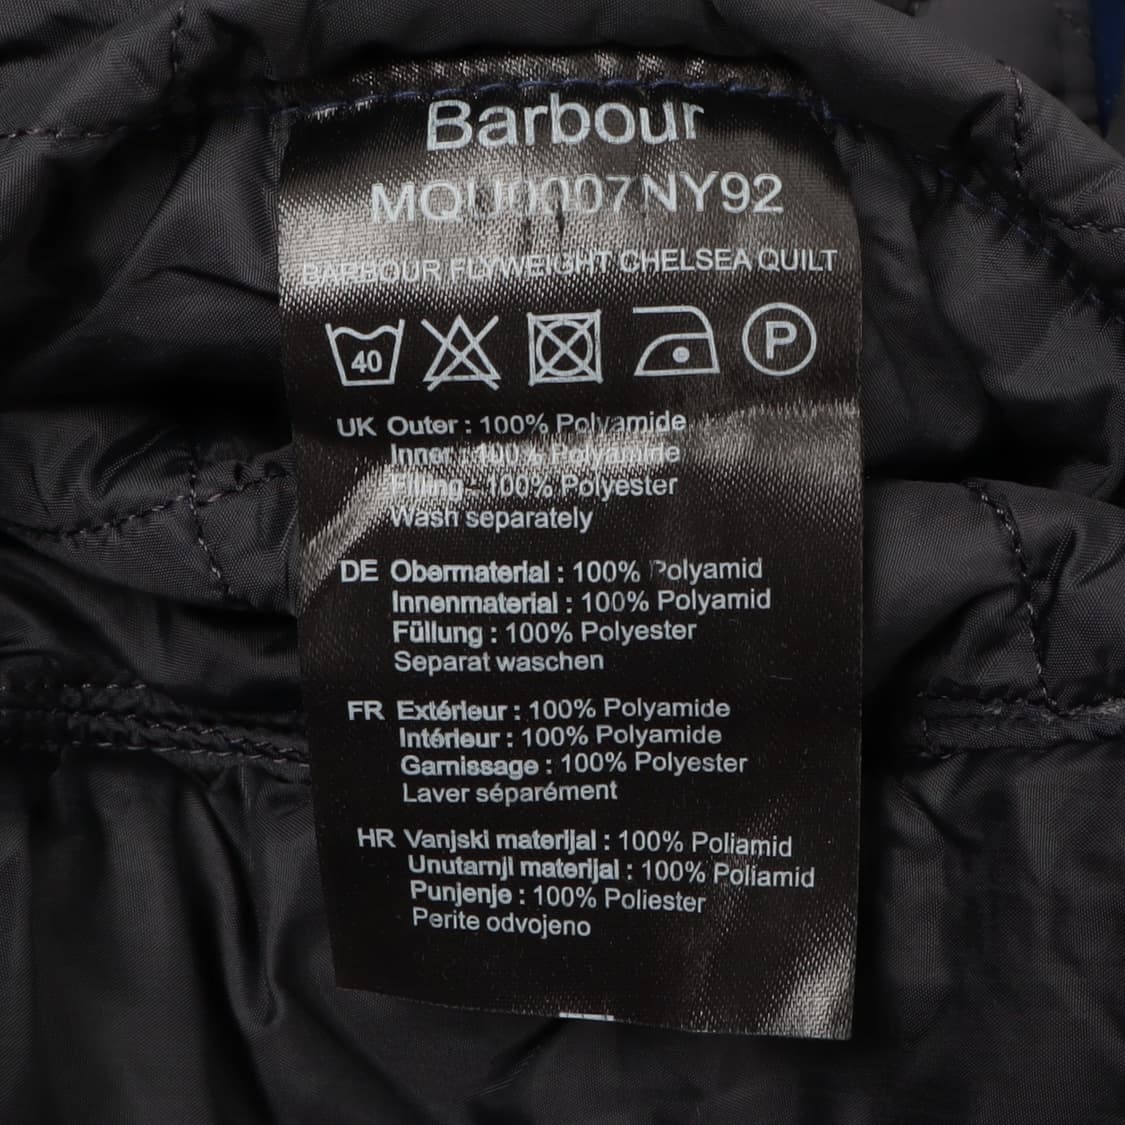 Barbour
MQU0007NY92
BARBOUR FLYWEIGHT CHELSEA QUILT
40
P
UK Outer : 100% Polyamide
Inner : 100% Polyamide
Filling : 100% Polyester
Wash separately
DE Obermaterial : 100% Polyamid
Innenmaterial : 100% Polyamid
Füllung : 100% Polyester
Separat waschen
FR Extérieur : 100% Polyamide
Intérieur : 100% Polyamide
Garnissage : 100% Polyester
Laver séparément
HR Vanjski materijal : 100% Poliamid
Unutarnji materijal : 100% Poliamid
Punjenje : 100% Poliester
Perite odvojeno